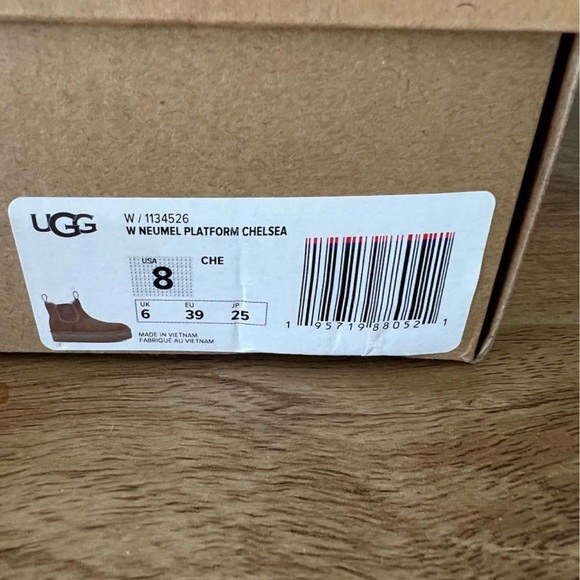 UGG
W / 1134526
W NEUMEL PLATFORM CHELSEA
USA
8
CHE
UK EU JP
6 39 25
MADE IN VIETNAM
FABRIQUÉ AU VIETNAM
1 95719 88052 1